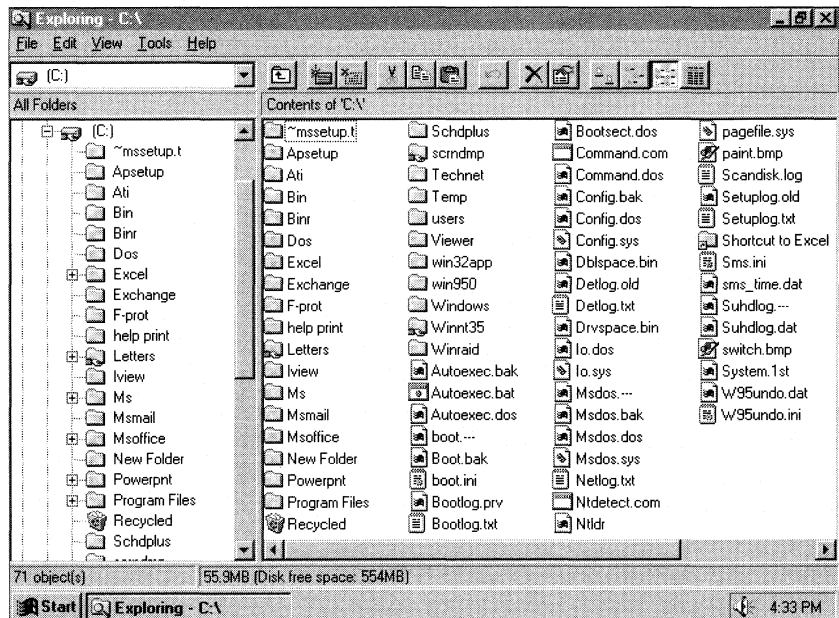 Exploring - C:\
File Edit View Tools Help
(C:)
All Folders
Contents of 'C:\'
(C:)
~mssetup.t
Apsetup
Ati
Bin
Binr
Dos
Excel
Exchange
F-prot
help print
Letters
Iview
Ms
Msmail
Msoffice
New Folder
Powerpnt
Program Files
Recycled
Schdplus
~mssetup.t
Apsetup
Ati
Bin
Binr
Dos
Excel
Exchange
F-prot
help print
Letters
Iview
Ms
Msmail
Msoffice
New Folder
Powerpnt
Program Files
Recycled
Schdplus
scrndmp
Technet
Temp
users
Viewer
win32app
win950
Windows
Winnt35
Winraid
Autoexec.bak
Autoexec.bat
Autoexec.dos
boot.---
Boot.bak
boot.ini
Bootlog.prv
Bootlog.txt
Bootsect.dos
Command.com
Command.dos
Config.bak
Config.dos
Config.sys
Dblspace.bin
Detlog.old
Detlog.txt
Drvspace.bin
Io.dos
Io.sys
Msdos.---
Msdos.bak
Msdos.dos
Msdos.sys
Netlog.txt
Ntdetect.com
Ntldr
pagefile.sys
paint.bmp
Scandisk.log
Setuplog.old
Setuplog.txt
Shortcut to Excel
Sms.ini
sms_time.dat
Suhdlog.---
Suhdlog.dat
switch.bmp
System.1st
W95undo.dat
W95undo.ini
71 object(s)
55.9MB (Disk free space: 554MB)
Start
Exploring - C:\
4:33 PM